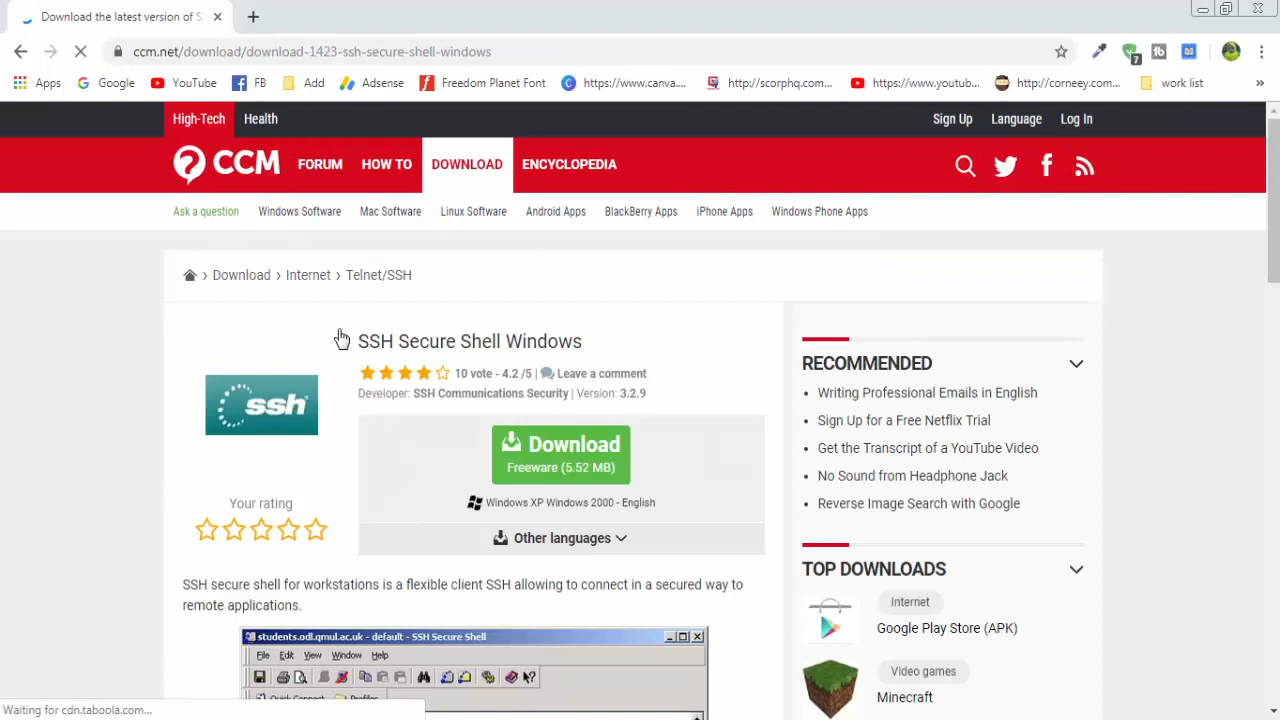 Download the latest version of S
ccm.net/download/download-1423-ssh-secure-shell-windows
7
Apps
Google
YouTube
FB
Add
Adsense
Freedom Planet Font
https://www.canva...
http://scorphq.com...
https://www.youtub...
http://corneey.com...
work list
»
High-Tech
Health
Sign Up
Language
Log In
CCM
FORUM
HOW TO
DOWNLOAD
ENCYCLOPEDIA
Ask a question
Windows Software
Mac Software
Linux Software
Android Apps
BlackBerry Apps
iPhone Apps
Windows Phone Apps
› Download › Internet › Telnet/SSH
SSH Secure Shell Windows
10 vote - 4.2 /5 | Leave a comment
Developer: SSH Communications Security | Version: 3.2.9
ssh
Download
Freeware (5.52 MB)
Windows XP Windows 2000 - English
Other languages
Your rating
SSH secure shell for workstations is a flexible client SSH allowing to connect in a secured way to
remote applications.
students.odl.qmul.ac.uk - default - SSH Secure Shell
File Edit View Window Help
Quick Connect Profiles
RECOMMENDED
• Writing Professional Emails in English
• Sign Up for a Free Netflix Trial
• Get the Transcript of a YouTube Video
• No Sound from Headphone Jack
• Reverse Image Search with Google
TOP DOWNLOADS
Internet
Google Play Store (APK)
Video games
Minecraft
Waiting for cdn.taboola.com...